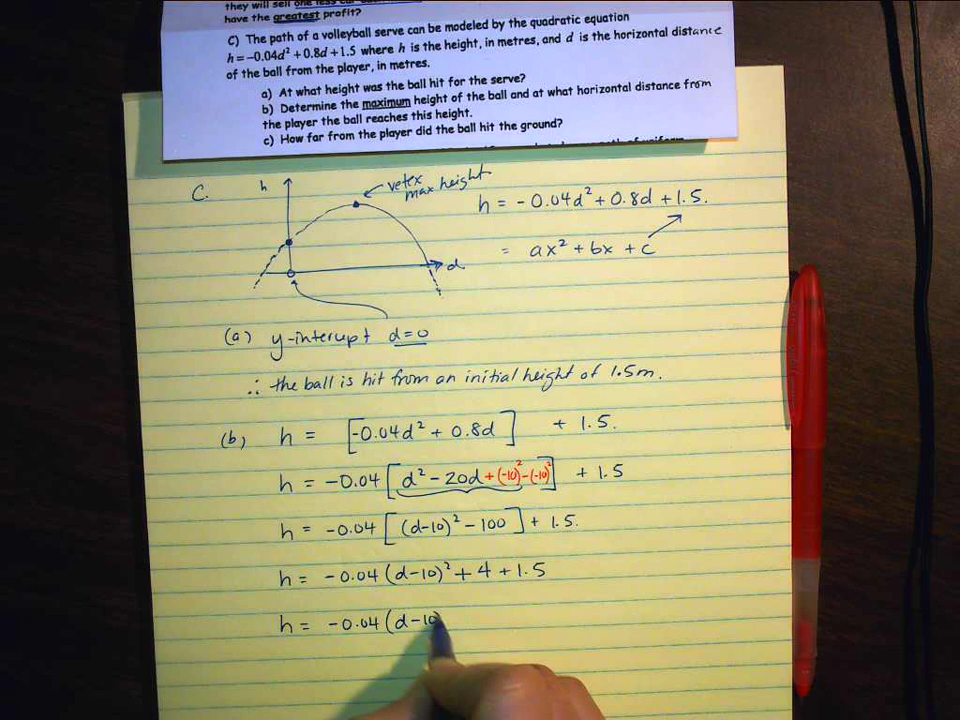 they will sell one less
have the greatest profit?
C) The path of a volleyball serve can be modeled by the quadratic equation
h = -0.04d² + 0.8d + 1.5 where h is the height, in metres, and d is the horizontal distance
of the ball from the player, in metres.
a) At what height was the ball hit for the serve?
b) Determine the maximum height of the ball and at what horizontal distance from
the player the ball reaches this height.
c) How far from the player did the ball hit the ground?
C.
h
vetex
max height
d
h = -0.04d² + 0.8d + 1.5.
= ax² + bx + c
(a) y-intercept d=0
∴ the ball is hit from an initial height of 1.5m.
(b) h = [-0.04d² + 0.8d] + 1.5.
h = -0.04[d² - 20d + (-10)² - (-10)²] + 1.5
h = -0.04[(d-10)² - 100] + 1.5.
h = -0.04(d-10)² + 4 + 1.5
h = -0.04(d-10)